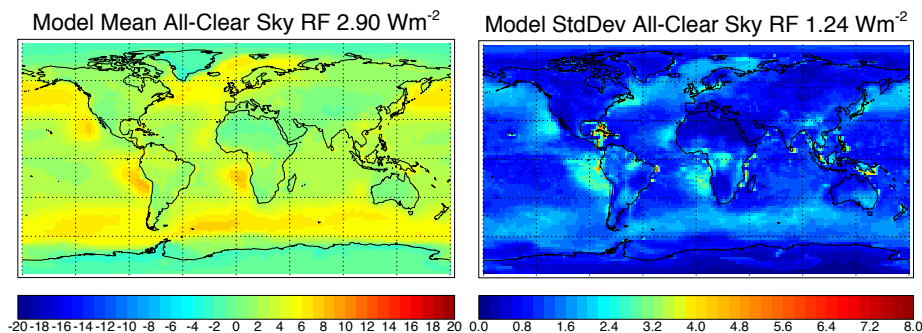 Model Mean All-Clear Sky RF 2.90 Wm-2
Model StdDev All-Clear Sky RF 1.24 Wm-2
-20-18-16-14-12-10 -8 -6 -4 -2 0 2 4 6 8 10 12 14 16 18 20
0.0 0.8 1.6 2.4 3.2 4.0 4.8 5.6 6.4 7.2 8.0